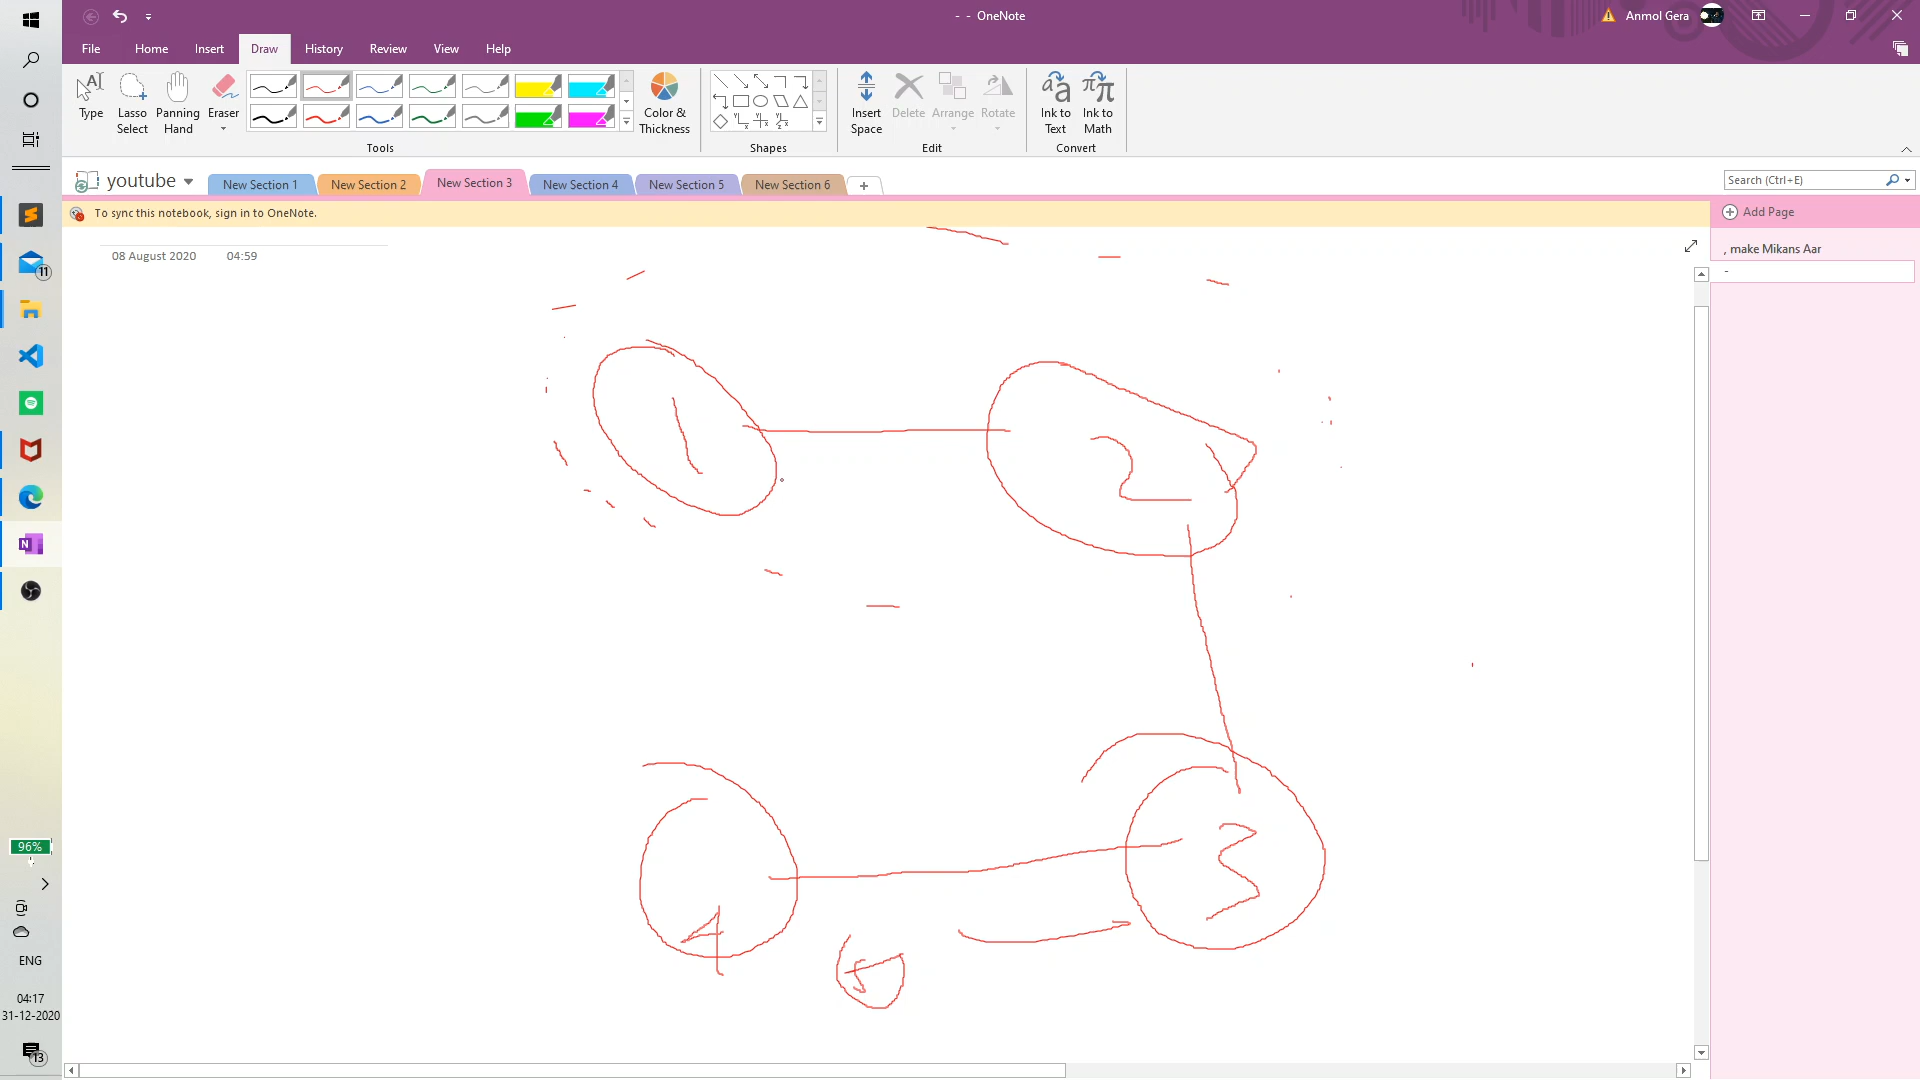 - - OneNote
Anmol Gera
File Home Insert Draw History Review View Help
Type
Lasso Select
Panning Hand
Eraser
Color & Thickness
Insert Space
Delete
Arrange
Rotate
Ink to Text
Ink to Math
Tools
Shapes
Edit
Convert
youtube
New Section 1
New Section 2
New Section 3
New Section 4
New Section 5
New Section 6
Search (Ctrl+E)
To sync this notebook, sign in to OneNote.
Add Page
, make Mikans Aar
-
08 August 2020 04:59
1
2
3
4
5
11
96%
ENG
04:17
31-12-2020
13